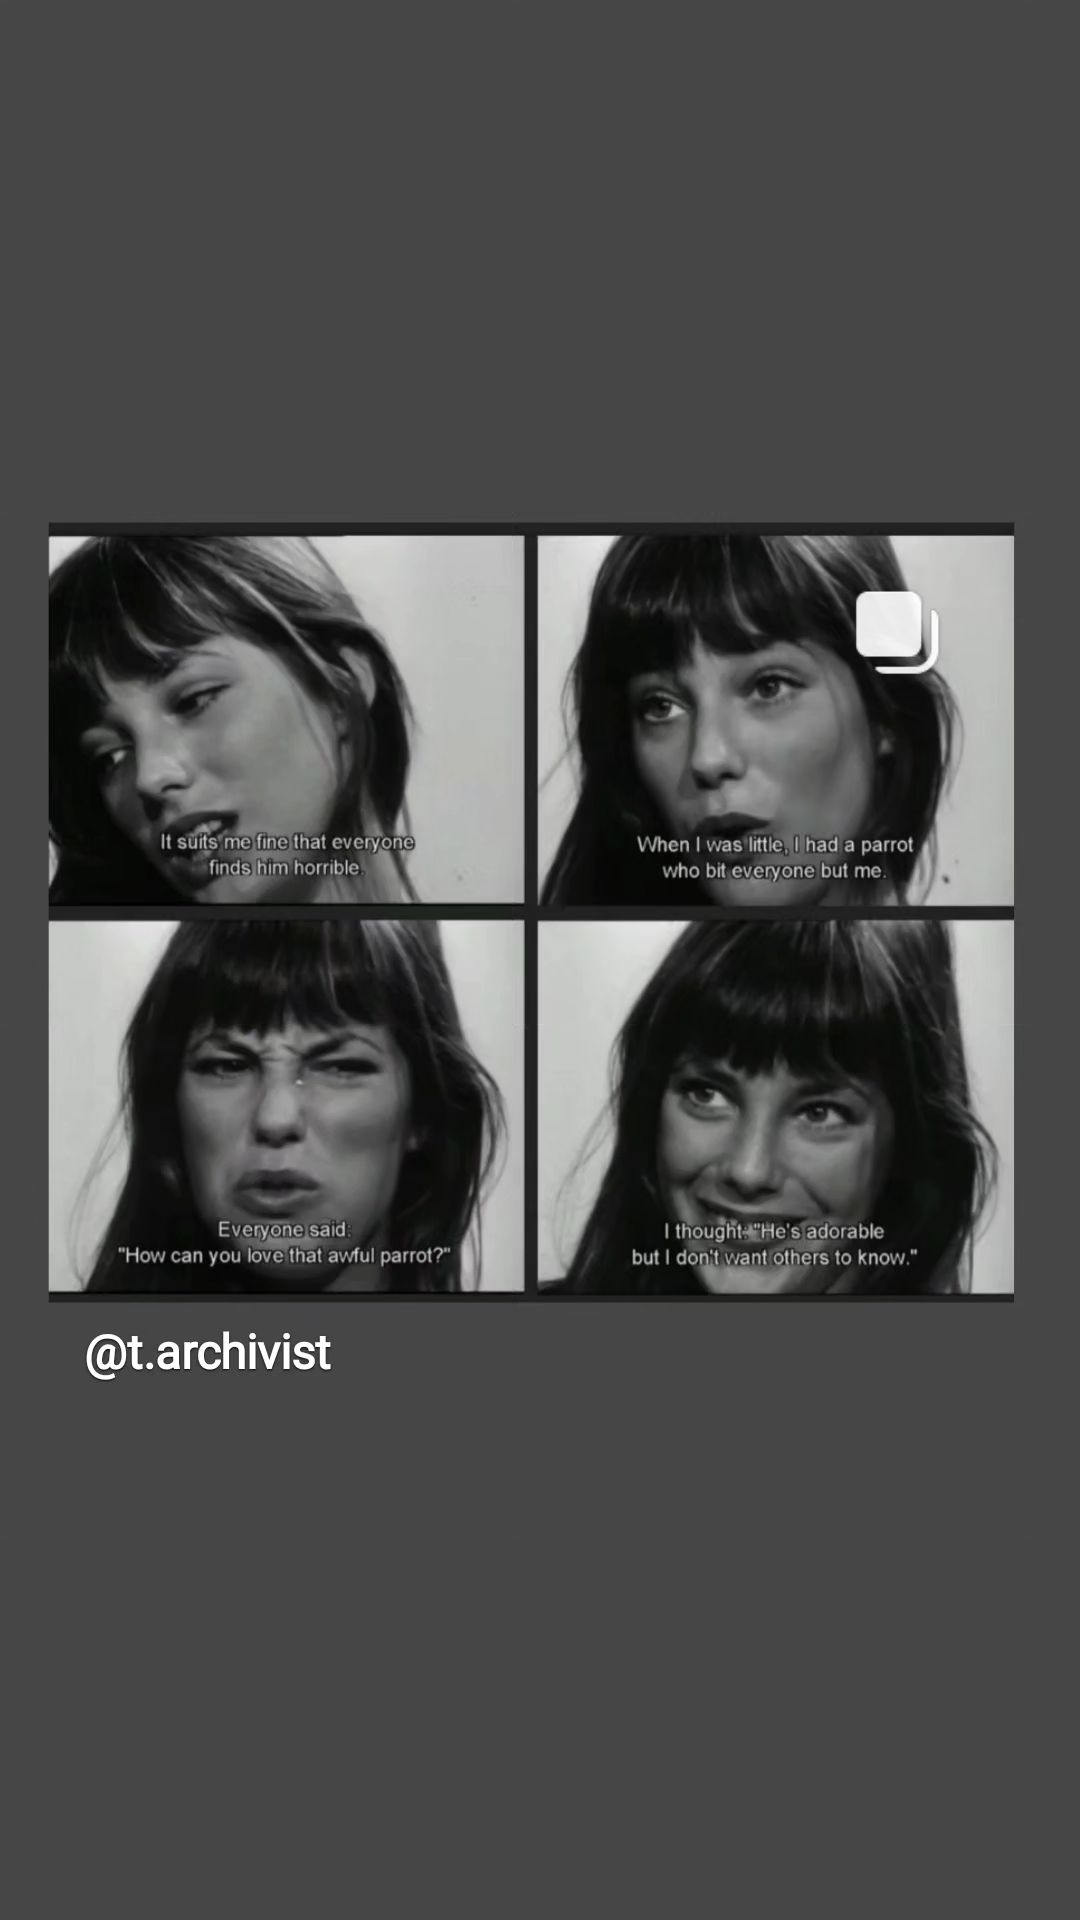 It suits me fine that everyone
finds him horrible.
When I was little, I had a parrot
who bit everyone but me.
Everyone said:
"How can you love that awful parrot?"
I thought: "He's adorable
but I don't want others to know."
@t.archivist